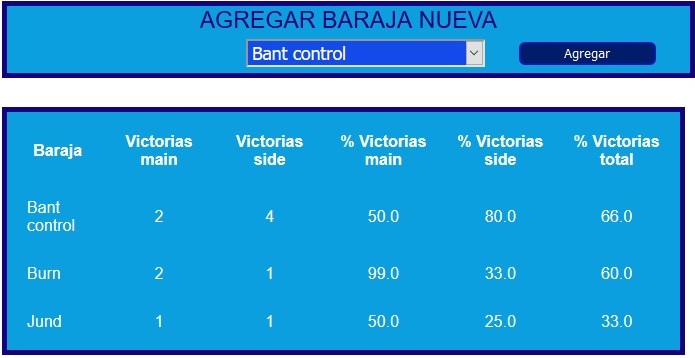 AGREGAR BARAJA NUEVA
Bant control Agregar
Baraja Victorias main Victorias side % Victorias main % Victorias side % Victorias total
Bant control 2 4 50.0 80.0 66.0
Burn 2 1 99.0 33.0 60.0
Jund 1 1 50.0 25.0 33.0